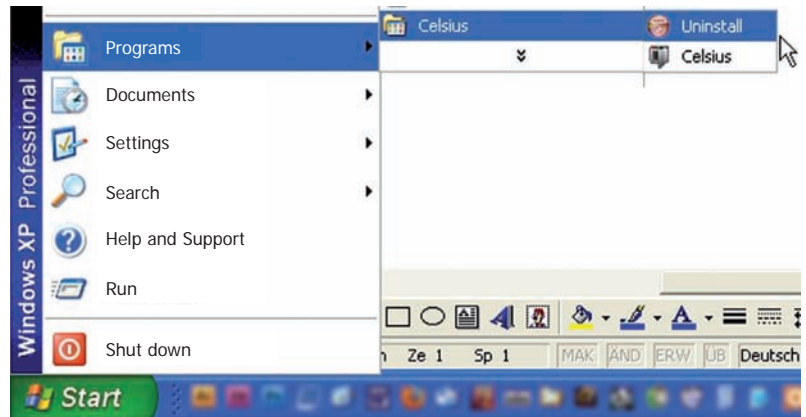 Windows XP Professional
Programs
Documents
Settings
Search
Help and Support
Run
Shut down
Celsius
Uninstall
Celsius
Ze 1 Sp 1 MAK ÄND ERW ÜB Deutsch
Start